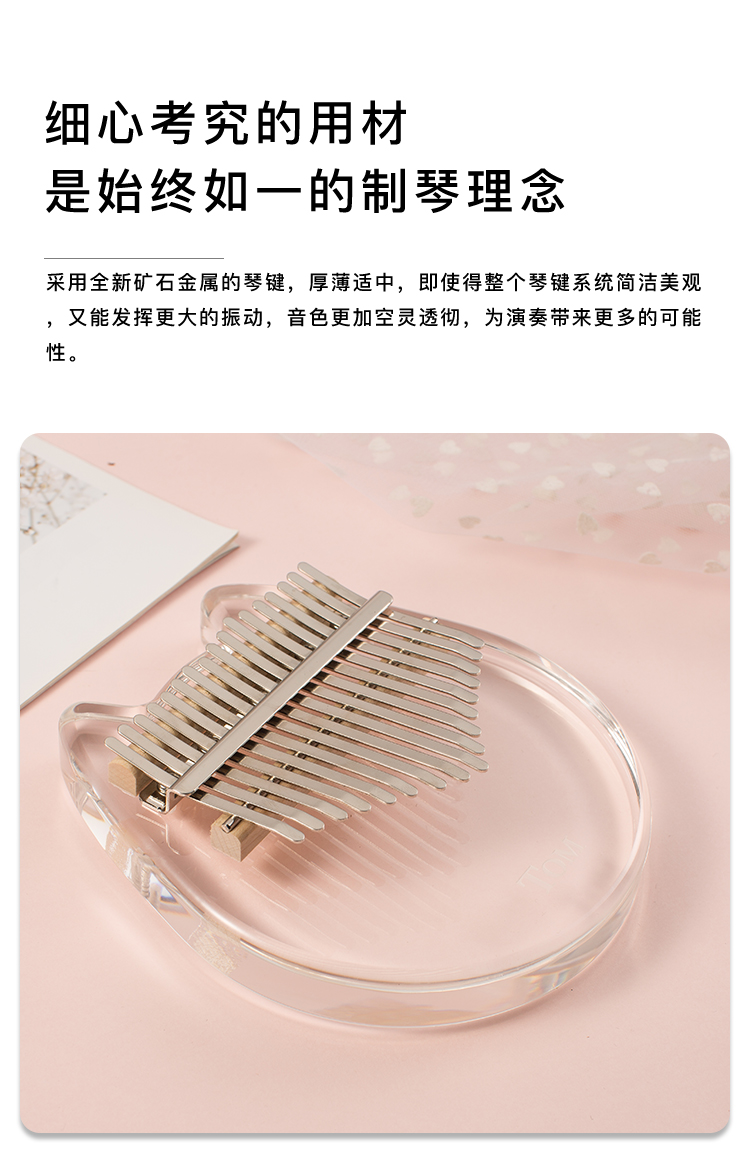 细心考究的用材
是始终如一的制琴理念
采用全新矿石金属的琴键，厚薄适中，即使得整个琴键系统简洁美观
，又能发挥更大的振动，音色更加空灵透彻，为演奏带来更多的可能
性。